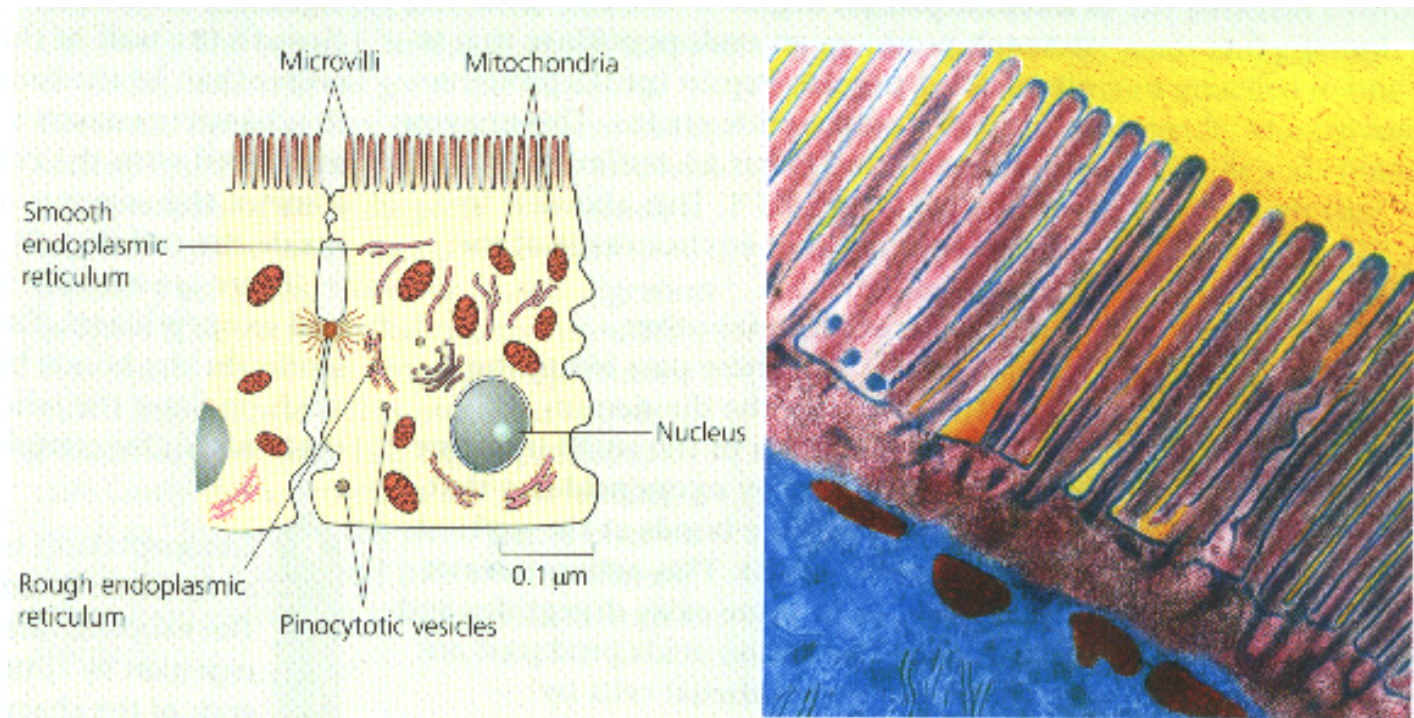 Microvilli
Mitochondria
Smooth
endoplasmic
reticulum
Nucleus
0.1 µm
Rough endoplasmic
reticulum
Pinocytotic vesicles